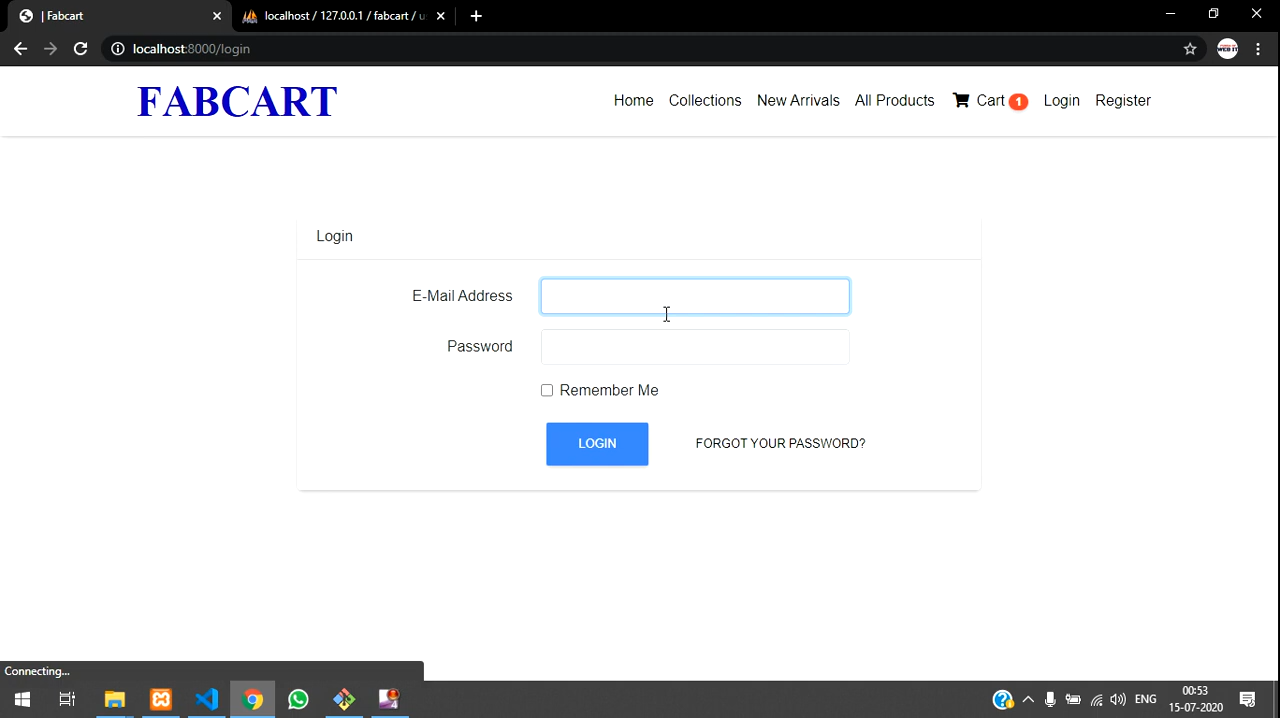 | Fabcart
localhost / 127.0.0.1 / fabcart / u
localhost:8000/login
WEB IT
FABCART
Home Collections New Arrivals All Products Cart 1 Login Register
Login
E-Mail Address
Password
Remember Me
LOGIN FORGOT YOUR PASSWORD?
Connecting...
ENG
00:53
15-07-2020